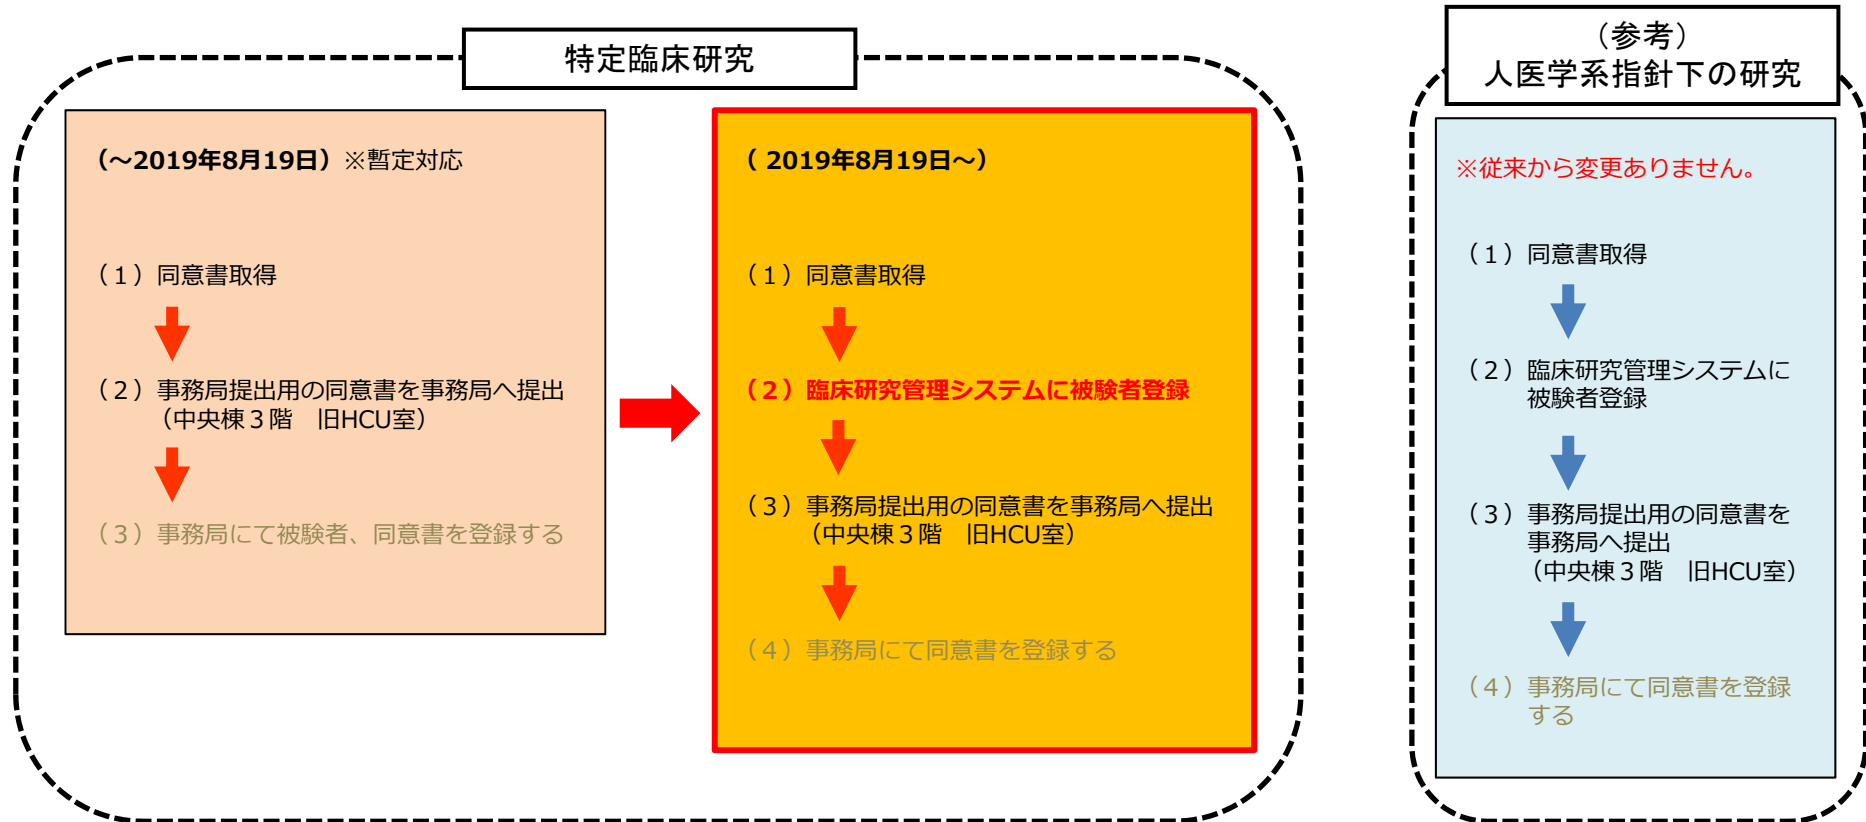 特定臨床研究
（～2019年8月19日）※暫定対応
（１）同意書取得
（２）事務局提出用の同意書を事務局へ提出
（中央棟３階　旧HCU室）
（３）事務局にて被験者、同意書を登録する
（ 2019年8月19日～）
（１）同意書取得
（２）臨床研究管理システムに被験者登録
（３）事務局提出用の同意書を事務局へ提出
（中央棟３階　旧HCU室）
（４）事務局にて同意書を登録する
（参考）
人医学系指針下の研究
※従来から変更ありません。
（１）同意書取得
（２）臨床研究管理システムに
被験者登録
（３）事務局提出用の同意書を
事務局へ提出
（中央棟３階　旧HCU室）
（４）事務局にて同意書を登録
する